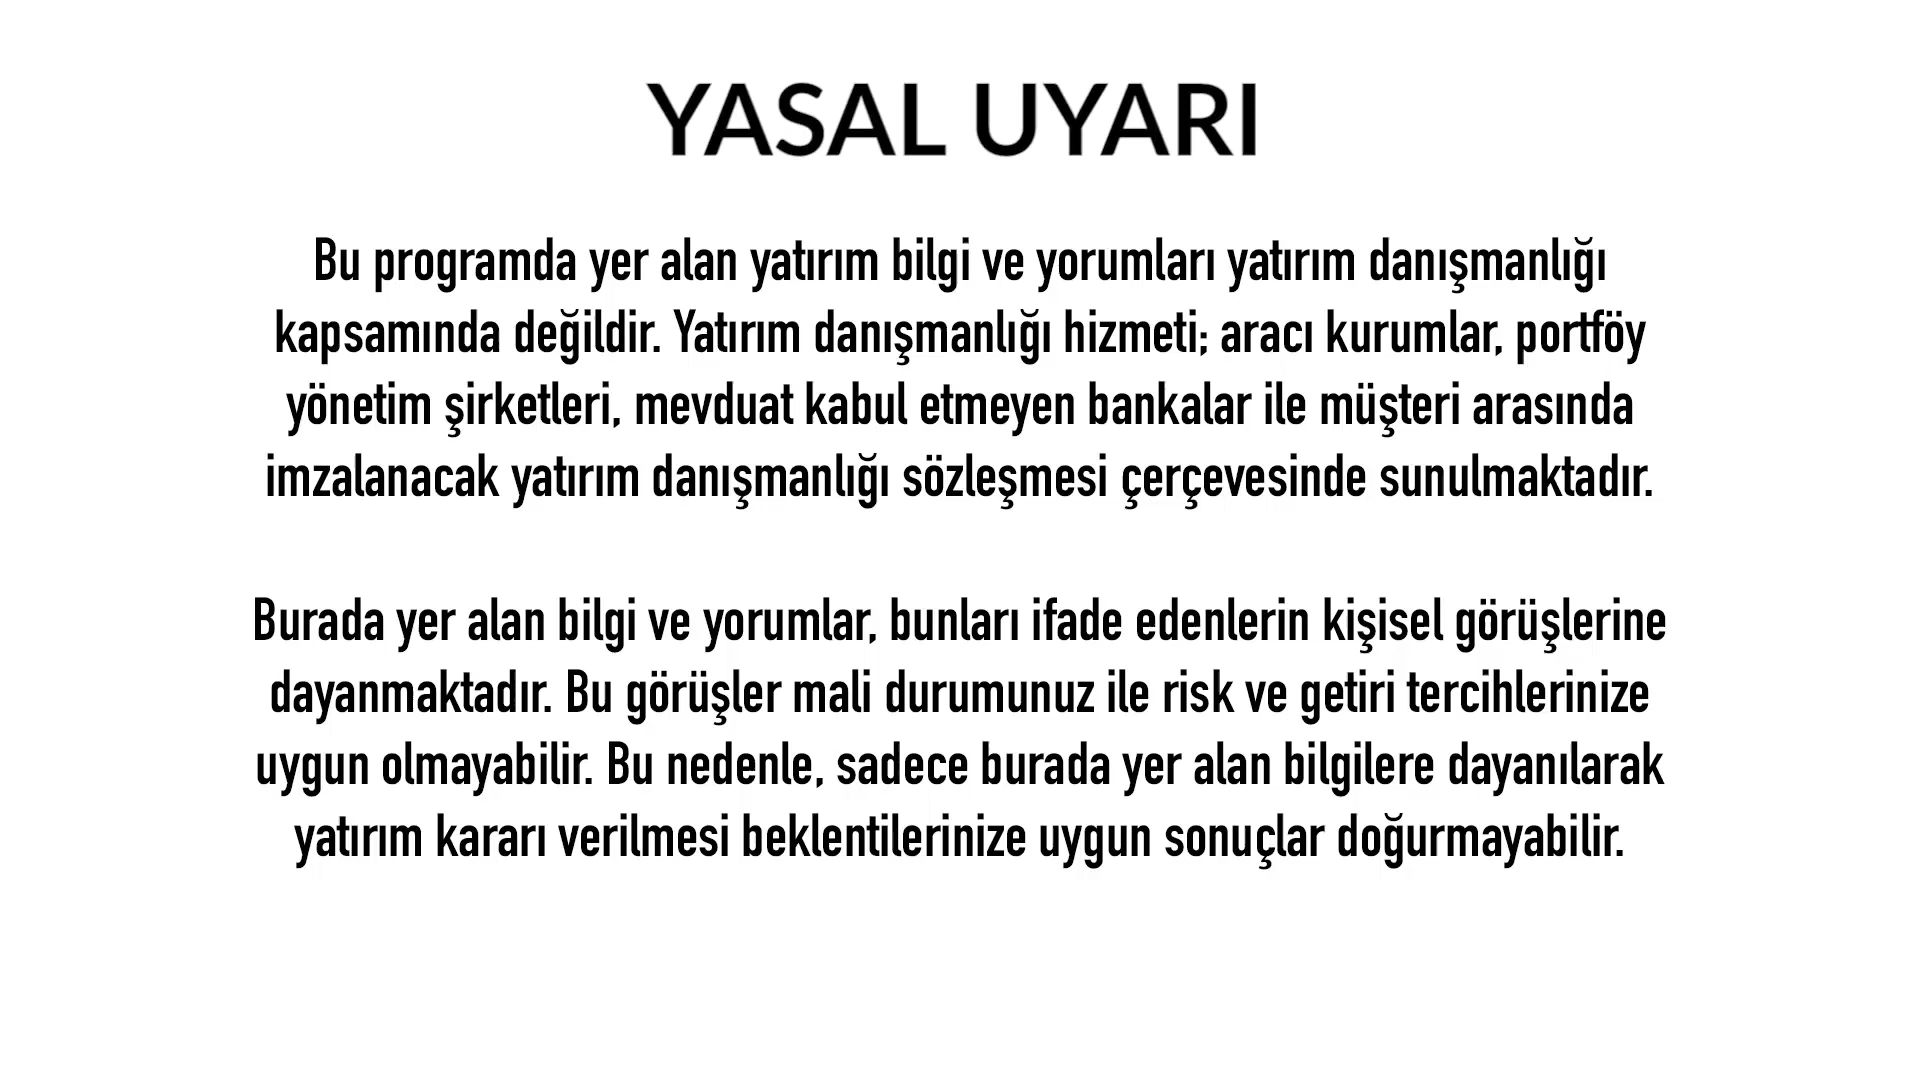 YASAL UYARI
Bu programda yer alan yatırım bilgi ve yorumları yatırım danışmanlığı
kapsamında değildir. Yatırım danışmanlığı hizmeti; aracı kurumlar, portföy
yönetim şirketleri, mevduat kabul etmeyen bankalar ile müşteri arasında
imzalanacak yatırım danışmanlığı sözleşmesi çerçevesinde sunulmaktadır.
Burada yer alan bilgi ve yorumlar, bunları ifade edenlerin kişisel görüşlerine
dayanmaktadır. Bu görüşler mali durumunuz ile risk ve getiri tercihlerinize
uygun olmayabilir. Bu nedenle, sadece burada yer alan bilgilere dayanılarak
yatırım kararı verilmesi beklentilerinize uygun sonuçlar doğurmayabilir.